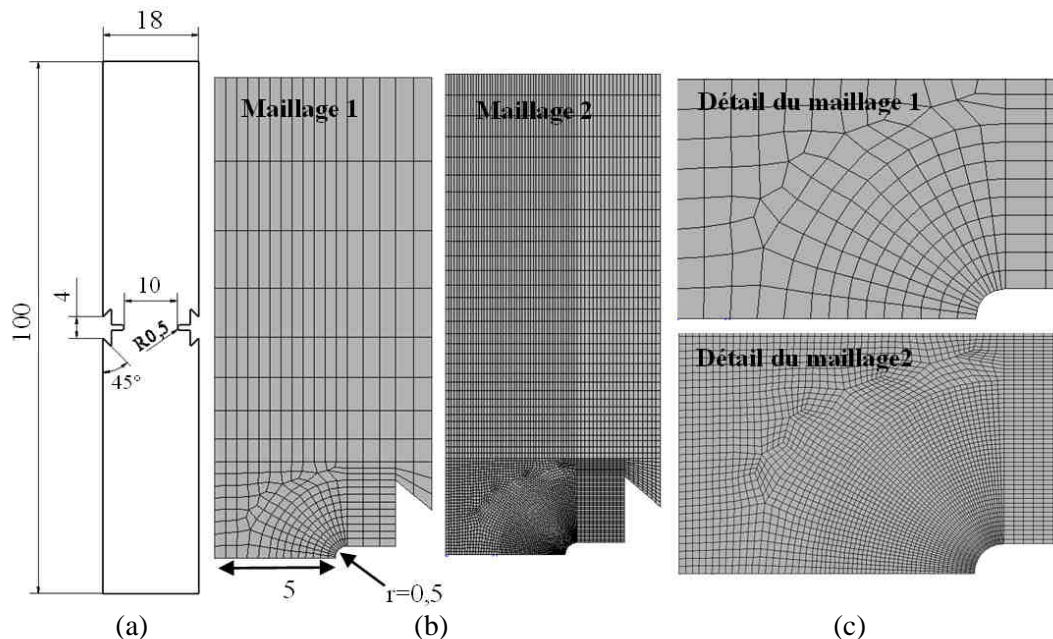 18
100
4
10
R0,5
45°
Maillage 1
Maillage 2
5
r=0,5
Détail du maillage 1
Détail du maillage2
(a)
(b)
(c)